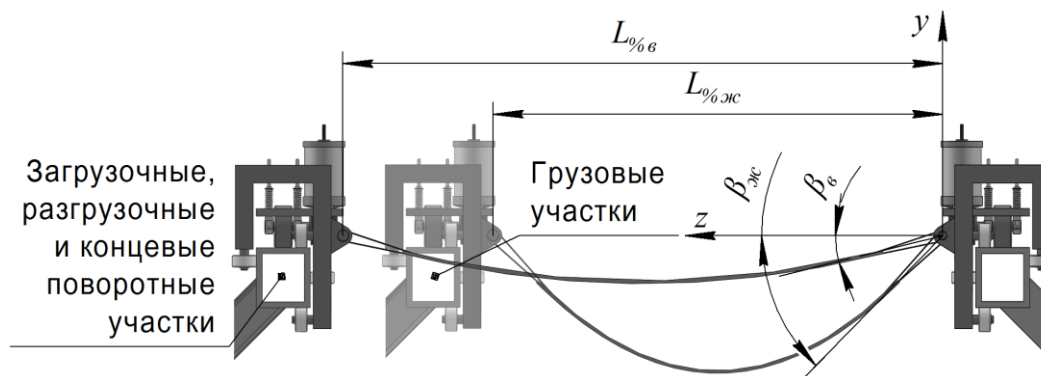 y
L%в
L%ж
Загрузочные,
разгрузочные
и концевые
поворотные
участки
Грузовые
участки
βж
βв
z